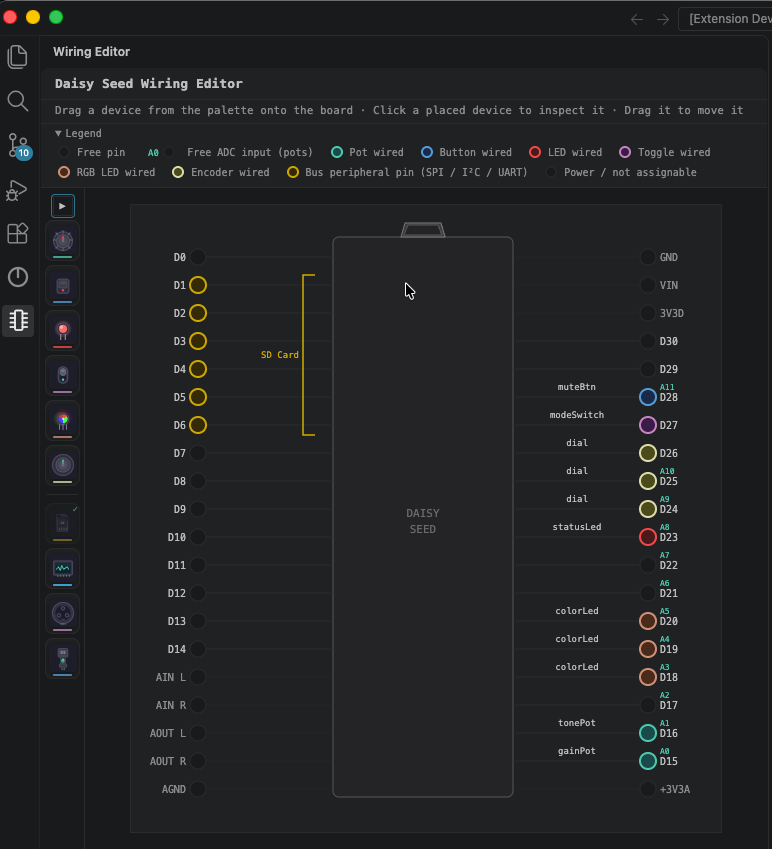 [Extension Dev
Wiring Editor
Daisy Seed Wiring Editor
Drag a device from the palette onto the board · Click a placed device to inspect it · Drag it to move it
▼ Legend
Free pin A0 Free ADC input (pots) Pot wired Button wired LED wired Toggle wired
10
RGB LED wired Encoder wired Bus peripheral pin (SPI / I²C / UART) Power / not assignable
D0 GND
D1 VIN
D2 3V3D
D3 D30
SD Card
D4 D29
muteBtn A11
D5 D28
modeSwitch
D6 D27
dial
D7 D26
dial A10
D8 D25
dial A9
D9 D24
DAISY
statusLed A8
SEED
D10 D23
A7
D11 D22
A6
D12 D21
colorLed A5
D13 D20
colorLed A4
D14 D19
colorLed A3
AIN L D18
A2
AIN R D17
tonePot A1
AOUT L D16
gainPot A0
AOUT R D15
AGND +3V3A